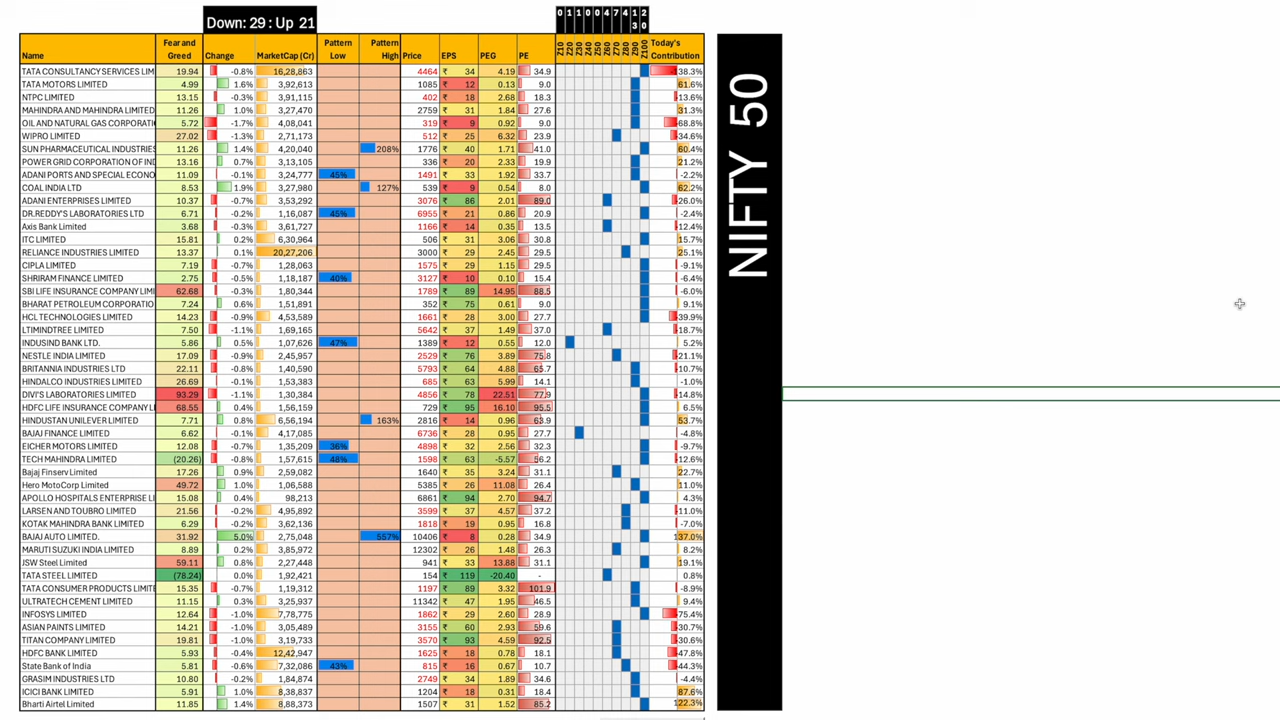 Down: 29 : Up 21
0 1 1 0 0 4 7 4 13 20
Name Fear and Greed Change MarketCap (Cr) Pattern Low Pattern High Price EPS PEG PE Z10 Z20 Z30 Z40 Z50 Z60 Z70 Z80 Z90 Z100 Today's Contribution
TATA CONSULTANCY SERVICES LIM 19.94 -0.8% 16,28,863 4464 ₹ 34 4.19 34.9 -38.3%
TATA MOTORS LIMITED 4.99 1.6% 3,92,613 1085 ₹ 12 0.13 9.0 61.6%
NTPC LIMITED 13.15 -0.3% 3,91,115 402 ₹ 18 2.68 18.3 -13.6%
MAHINDRA AND MAHINDRA LIMITED 11.26 1.0% 3,27,470 2759 ₹ 31 1.84 27.6 31.3%
OIL AND NATURAL GAS CORPORATI 5.72 -1.7% 4,08,041 319 ₹ 9 0.92 9.0 -68.8%
WIPRO LIMITED 27.02 -1.3% 2,71,173 512 ₹ 25 6.32 23.9 -34.6%
SUN PHARMACEUTICAL INDUSTRIES 11.26 1.4% 4,20,040 208% 1776 ₹ 40 1.71 41.0 60.4%
POWER GRID CORPORATION OF IND 13.16 0.7% 3,13,105 336 ₹ 20 2.33 19.9 21.2%
ADANI PORTS AND SPECIAL ECONO 11.09 -0.1% 3,24,777 45% 1491 ₹ 33 1.92 33.7 -2.2%
COAL INDIA LTD 8.53 1.9% 3,27,980 127% 539 ₹ 9 0.54 8.0 62.2%
ADANI ENTERPRISES LIMITED 10.37 -0.7% 3,53,292 3076 ₹ 86 2.01 89.0 -26.0%
DR.REDDY'S LABORATORIES LTD 6.71 -0.2% 1,16,087 45% 6955 ₹ 21 0.86 20.9 -2.4%
Axis Bank Limited 3.68 -0.3% 3,61,727 1166 ₹ 14 0.35 13.5 -12.4%
ITC LIMITED 15.81 0.2% 6,30,964 506 ₹ 31 3.06 30.8 15.7%
RELIANCE INDUSTRIES LIMITED 13.37 0.1% 20,27,206 3000 ₹ 29 2.45 29.5 25.1%
CIPLA LIMITED 7.19 -0.7% 1,28,063 1575 ₹ 29 1.15 29.5 -9.1%
SHRIRAM FINANCE LIMITED 2.75 -0.5% 1,18,187 40% 3127 ₹ 10 0.10 15.4 -6.4%
SBI LIFE INSURANCE COMPANY LIM 62.68 -0.3% 1,80,344 1789 ₹ 89 14.95 88.5 -6.0%
BHARAT PETROLEUM CORPORATIO 7.24 0.6% 1,51,891 352 ₹ 75 0.61 9.0 9.1%
HCL TECHNOLOGIES LIMITED 14.23 -0.9% 4,53,589 1661 ₹ 28 3.00 27.7 -39.9%
LTIMINDTREE LIMITED 7.50 -1.1% 1,69,165 5642 ₹ 37 1.49 37.0 -18.7%
INDUSIND BANK LTD. 5.86 0.5% 1,07,626 47% 1389 ₹ 12 0.55 12.0 5.2%
NESTLE INDIA LIMITED 17.09 -0.9% 2,45,957 2529 ₹ 76 3.89 75.8 -21.1%
BRITANNIA INDUSTRIES LTD 22.11 -0.8% 1,40,590 5793 ₹ 64 4.88 65.7 -10.7%
HINDALCO INDUSTRIES LIMITED 26.69 -0.1% 1,53,383 685 ₹ 63 5.99 14.1 -1.0%
DIVI'S LABORATORIES LIMITED 93.29 -1.1% 1,30,384 4856 ₹ 78 22.51 77.9 -14.8%
HDFC LIFE INSURANCE COMPANY L 68.55 0.4% 1,56,159 729 ₹ 95 16.10 95.5 6.5%
HINDUSTAN UNILEVER LIMITED 7.71 0.8% 6,56,194 163% 2816 ₹ 14 0.96 63.9 53.7%
BAJAJ FINANCE LIMITED 6.62 -0.1% 4,17,085 6736 ₹ 28 0.95 27.7 -4.8%
EICHER MOTORS LIMITED 12.08 -0.7% 1,35,209 36% 4898 ₹ 32 2.56 32.3 -9.7%
TECH MAHINDRA LIMITED (20.26) -0.8% 1,57,615 48% 1598 ₹ 63 -5.57 56.2 -12.6%
Bajaj Finserv Limited 17.26 0.9% 2,59,082 1640 ₹ 35 3.24 31.1 22.7%
Hero MotoCorp Limited 49.72 1.0% 1,06,588 5385 ₹ 26 11.08 26.4 11.0%
APOLLO HOSPITALS ENTERPRISE LI 15.08 0.4% 98,213 6861 ₹ 94 2.70 94.7 4.3%
LARSEN AND TOUBRO LIMITED 21.56 -0.2% 4,95,892 3599 ₹ 37 4.57 37.2 -11.0%
KOTAK MAHINDRA BANK LIMITED 6.29 -0.2% 3,62,136 1818 ₹ 19 0.95 16.8 -7.0%
BAJAJ AUTO LIMITED. 31.92 5.0% 2,75,048 557% 10406 ₹ 8 0.28 34.9 137.0%
MARUTI SUZUKI INDIA LIMITED 8.89 0.2% 3,85,972 12302 ₹ 26 1.48 26.3 8.2%
JSW Steel Limited 59.11 0.8% 2,27,448 941 ₹ 33 13.88 31.1 19.1%
TATA STEEL LIMITED (78.24) 0.0% 1,92,421 154 ₹ 119 -20.40 - 0.8%
TATA CONSUMER PRODUCTS LIMITE 15.35 -0.7% 1,19,312 1197 ₹ 89 3.32 101.9 -8.9%
ULTRATECH CEMENT LIMITED 11.15 0.3% 3,25,937 11342 ₹ 47 1.95 46.5 9.4%
INFOSYS LIMITED 12.64 -1.0% 7,78,775 1862 ₹ 29 2.60 28.9 -75.4%
ASIAN PAINTS LIMITED 14.21 -1.0% 3,05,489 3155 ₹ 60 2.93 59.6 -30.7%
TITAN COMPANY LIMITED 19.81 -1.0% 3,19,733 3570 ₹ 93 4.59 92.5 -30.6%
HDFC BANK LIMITED 5.93 -0.4% 12,42,947 1625 ₹ 18 0.78 18.1 -47.8%
State Bank of India 5.81 -0.6% 7,32,086 43% 815 ₹ 16 0.67 10.7 -44.3%
GRASIM INDUSTRIES LTD 10.80 -0.2% 1,84,874 2749 ₹ 34 1.89 34.6 -4.4%
ICICI BANK LIMITED 5.91 1.0% 8,38,837 1204 ₹ 18 0.31 18.4 87.6%
Bharti Airtel Limited 11.85 1.4% 8,88,373 1507 ₹ 31 1.52 85.2 122.3%
NIFTY 50